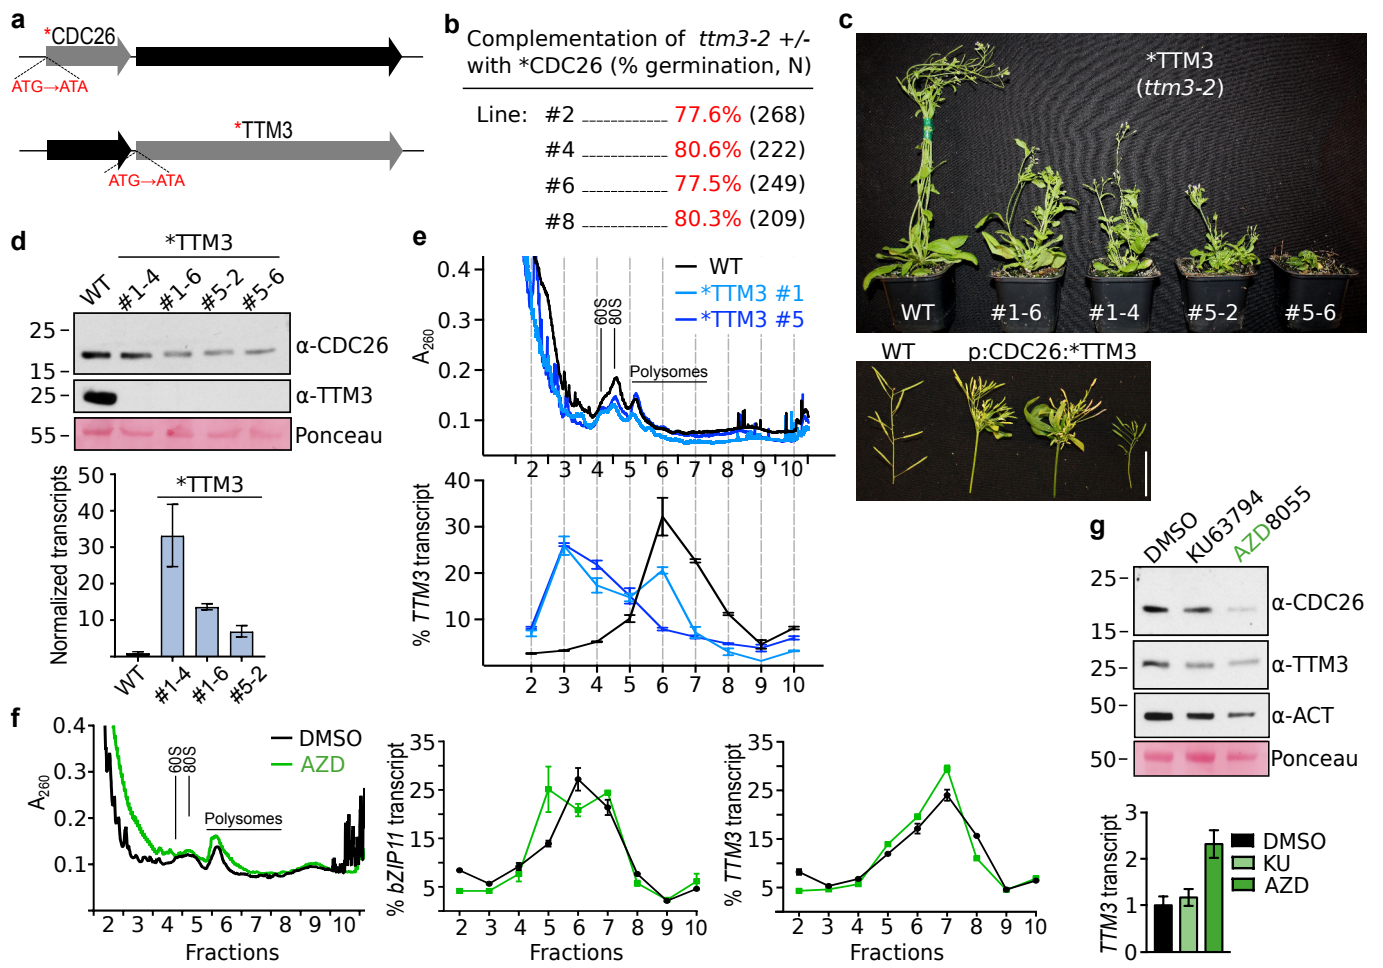 a
*CDC26
ATG→ATA
*TTM3
ATG→ATA
b
Complementation of ttm3-2 +/-
with *CDC26 (% germination, N)
Line: #2 77.6% (268)
#4 80.6% (222)
#6 77.5% (249)
#8 80.3% (209)
c
*TTM3
(ttm3-2)
WT #1-6 #1-4 #5-2 #5-6
WT p:CDC26:*TTM3
d
*TTM3
WT #1-4 #1-6 #5-2 #5-6
25
15
α-CDC26
25
α-TTM3
55
Ponceau
*TTM3
Normalized transcripts
50
40
30
20
10
WT #1-4 #1-6 #5-2
e
WT
*TTM3 #1
*TTM3 #5
60S
80S
Polysomes
A260
0.4
0.3
0.2
0.1
2 3 4 5 6 7 8 9 10
% TTM3 transcript
40
30
20
10
2 3 4 5 6 7 8 9 10
f
DMSO
AZD
60S
80S
Polysomes
A260
0.4
0.3
0.2
0.1
2 3 4 5 6 7 8 9 10
Fractions
% bZIP11 transcript
35
25
15
5
2 3 4 5 6 7 8 9 10
Fractions
% TTM3 transcript
35
25
15
5
2 3 4 5 6 7 8 9 10
Fractions
g
DMSO KU63794 AZD8055
25
15
α-CDC26
25
α-TTM3
50
α-ACT
50
Ponceau
TTM3 transcript
3
2
1
0
DMSO
KU
AZD